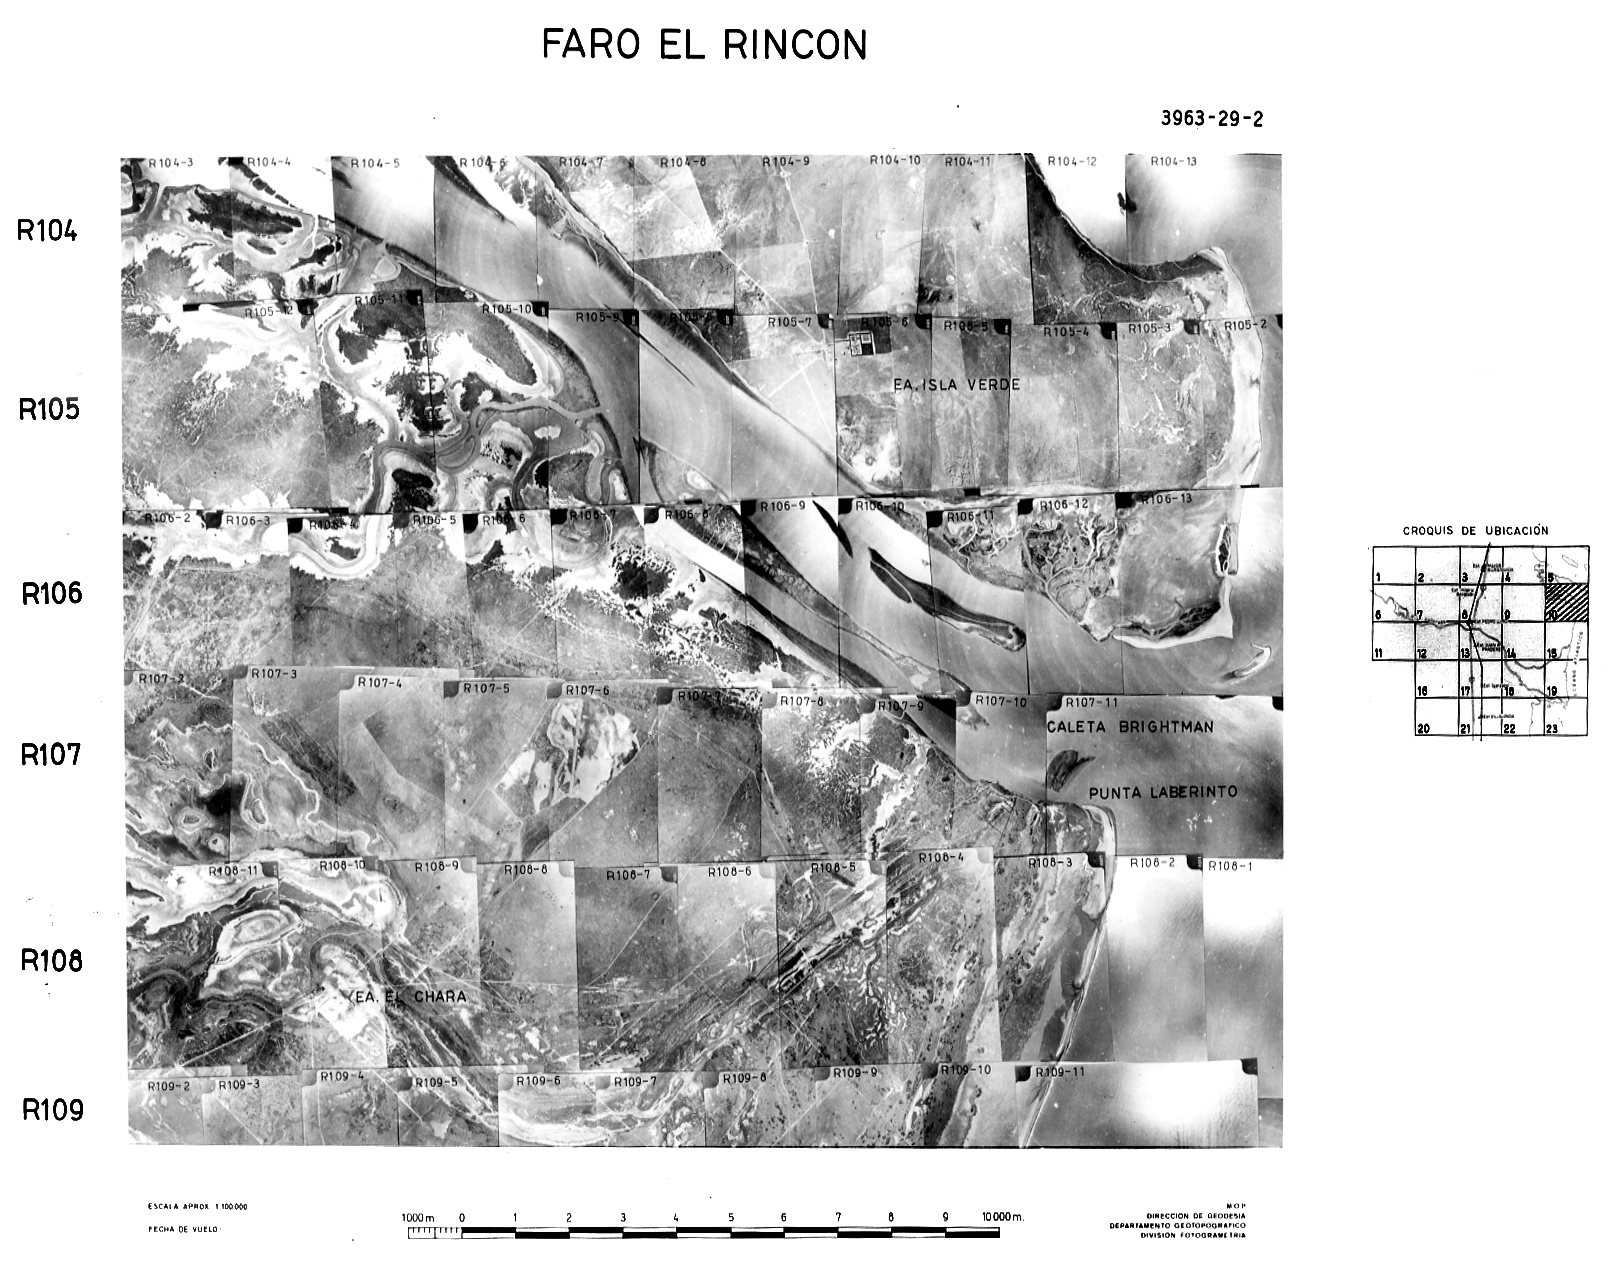 FARO EL RINCON
3963-29-2
R104-3 R104-4 R104-5 R104-6 R104-7 R104-8 R104-9 R104-10 R104-11 R104-12 R104-13
R104
R105-12 R105-11 R105-10 R105-9 R105-8 R105-7 R105-6 R105-5 R105-4 R105-3 R105-2
EA. ISLA VERDE
R105
R106-2 R106-3 R106-4 R106-5 R106-6 R106-7 R106-8 R106-9 R106-10 R106-11 R106-12 R106-13
R106
R107-2 R107-3 R107-4 R107-5 R107-6 R107-7 R107-8 R107-9 R107-10 R107-11
CALETA BRIGHTMAN
R107
PUNTA LABERINTO
R108-11 R108-10 R108-9 R108-8 R108-7 R108-6 R108-5 R108-4 R108-3 R108-2 R108-1
R108
EA. EL CHARA
R109-2 R109-3 R109-4 R109-5 R109-6 R109-7 R109-8 R109-9 R109-10 R109-11
R109
CROQUIS DE UBICACIÓN
1 2 3 4 5
6 7 8 9 10
11 12 13 14 15
16 17 18 19
20 21 22 23
OCEANO ATLANTICO
ESCALA APROX. 1:100.000
FECHA DE VUELO:
1000 m. 0 1 2 3 4 5 6 7 8 9 10000 m.
M O P
DIRECCION DE GEODESIA
DEPARTAMENTO GEOTOPOGRAFICO
DIVISIÓN FOTOGRAMETRIA